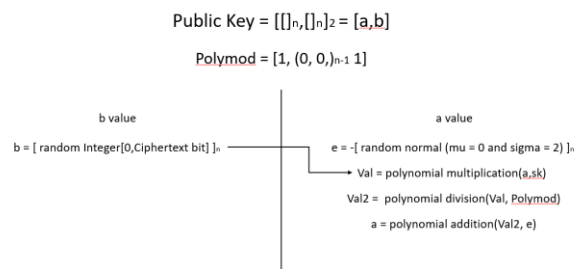 Public Key = [[]n,[]n]2 = [a,b]
Polymod = [1, (0, 0,)n-1 1]
b value
b = [ random Integer[0,Ciphertext bit] ]n
a value
e = -[ random normal (mu = 0 and sigma = 2) ]n
Val = polynomial multiplication(a,sk)
Val2 = polynomial division(Val, Polymod)
a = polynomial addition(Val2, e)